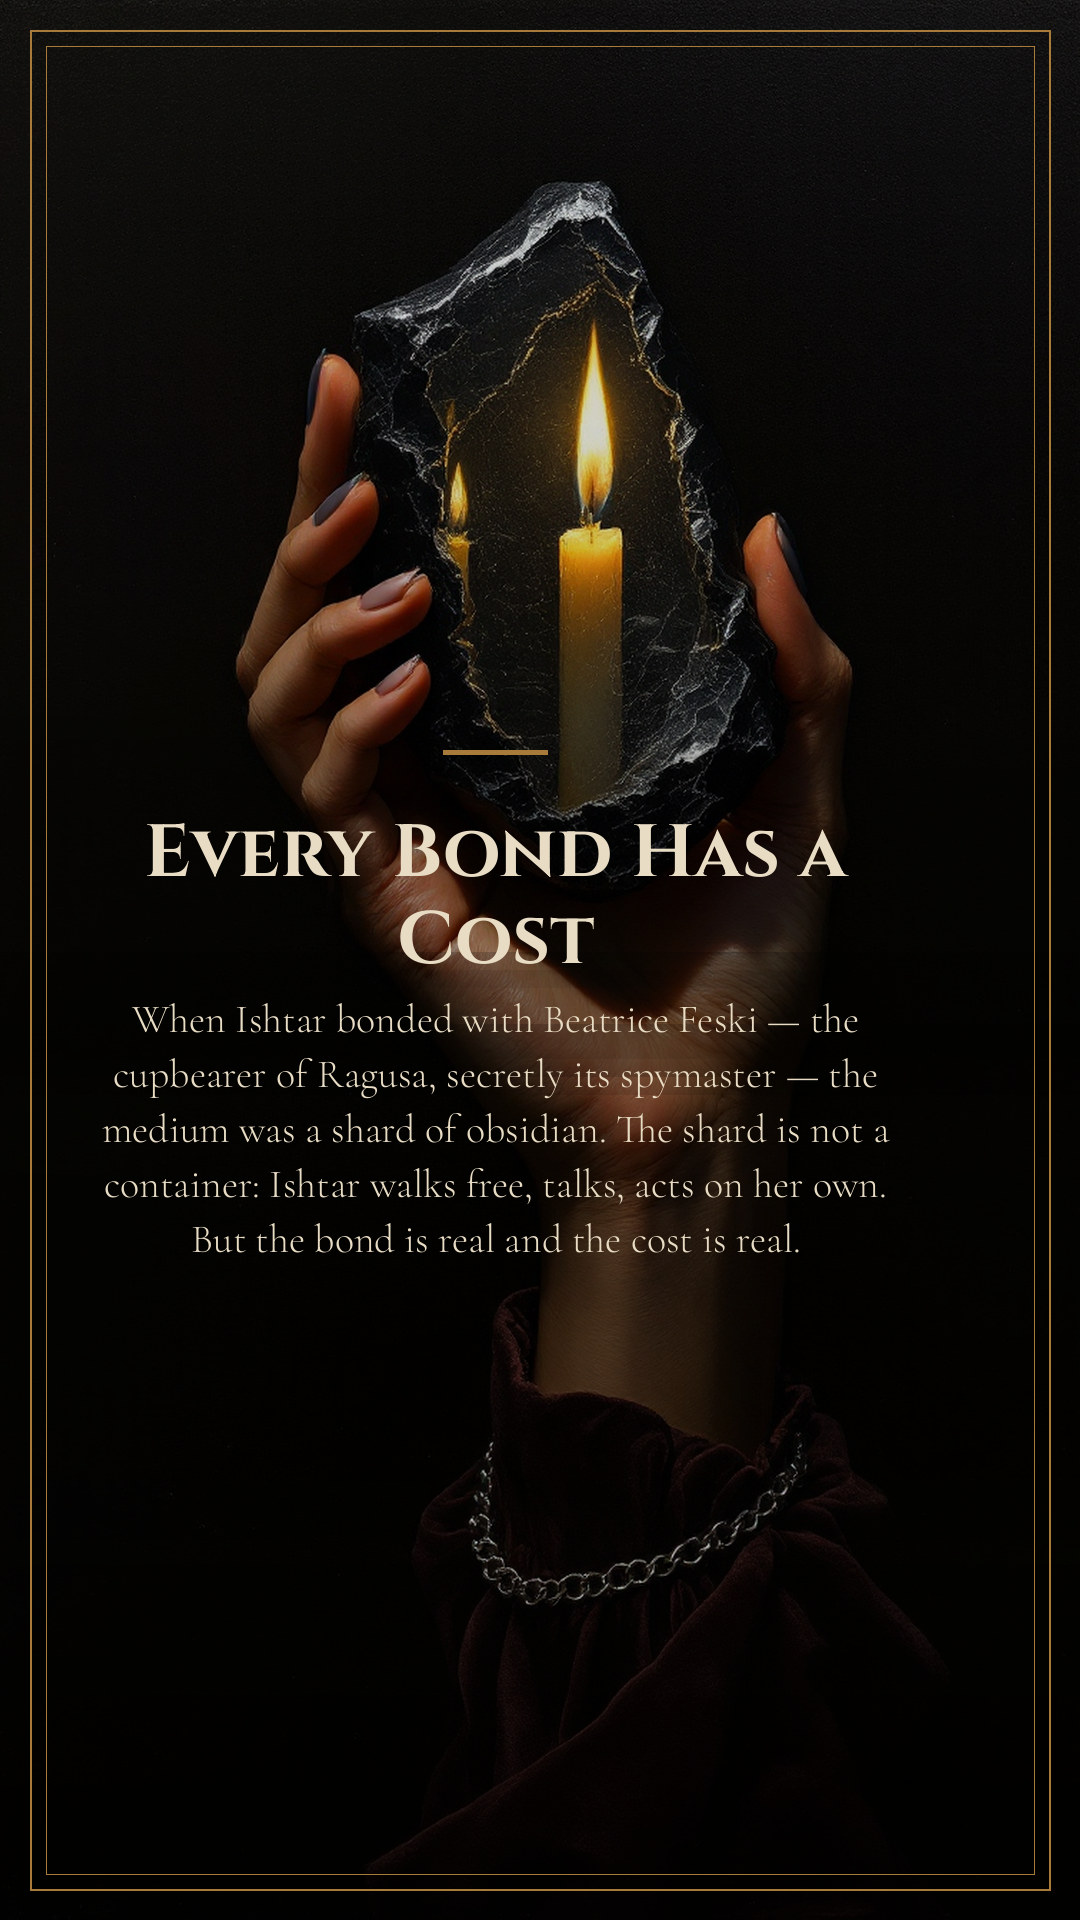 Every Bond Has a
Cost
When Ishtar bonded with Beatrice Feski — the
cupbearer of Ragusa, secretly its spymaster — the
medium was a shard of obsidian. The shard is not a
container: Ishtar walks free, talks, acts on her own.
But the bond is real and the cost is real.